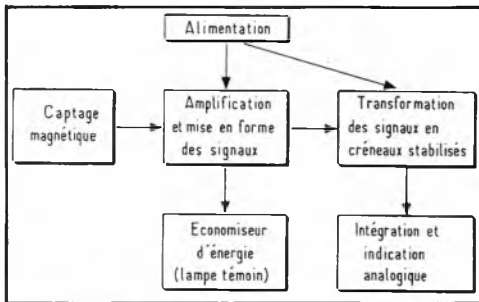 Alimentation
Captage
magnétique
Amplification
et mise en forme
des signaux
Transformation
des signaux en
créneaux stabilisés
Economiseur
d'énergie
(lampe témoin)
Intégration et
indication
analogique